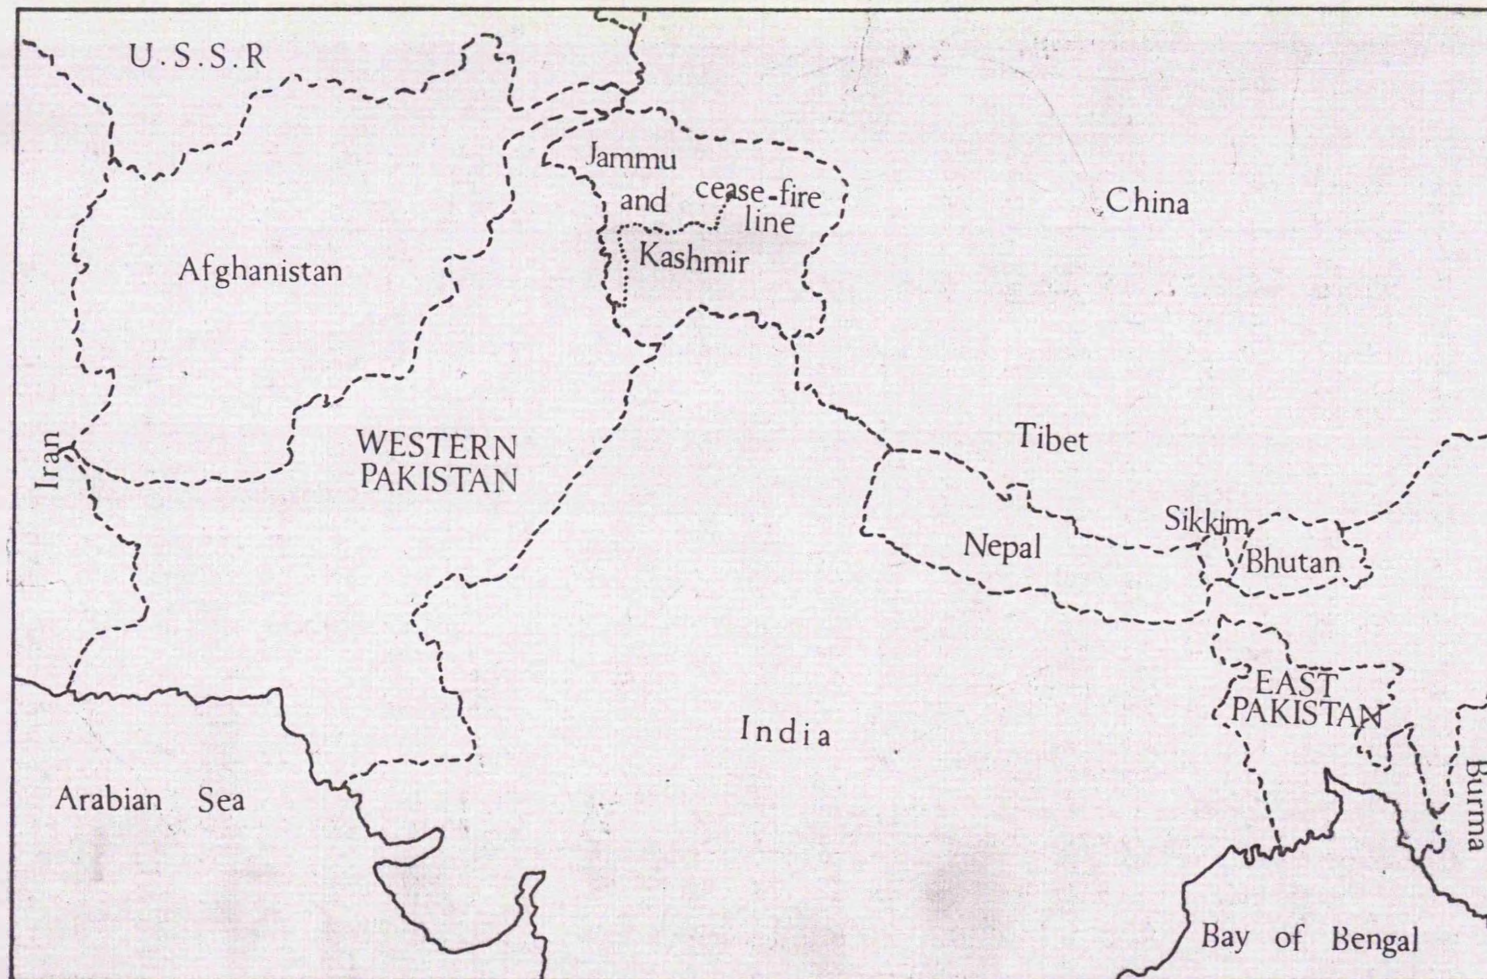 U.S.S.R
Jammu
and
cease-fire
line
Kashmir
China
Afghanistan
Iran
WESTERN
PAKISTAN
Tibet
Sikkim
Nepal
Bhutan
EAST
PAKISTAN
India
Burma
Arabian Sea
Bay of Bengal